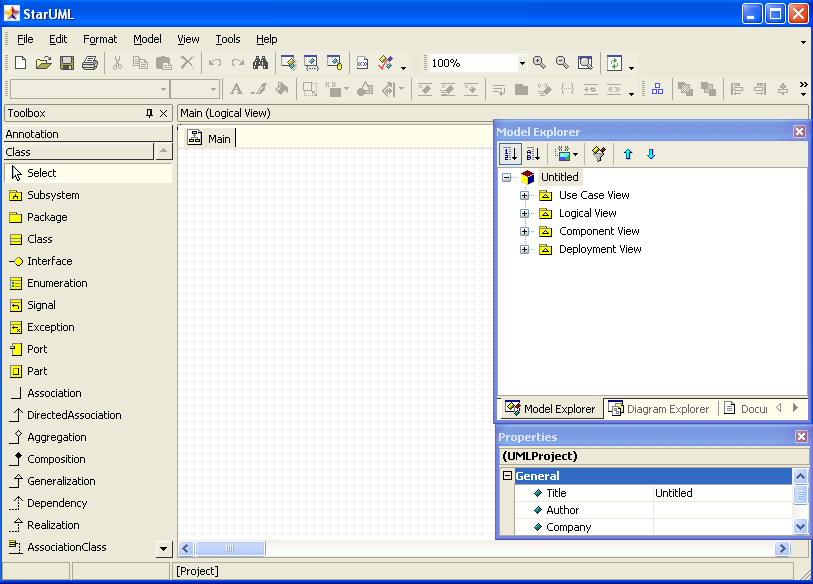 StarUML
File Edit Format Model View Tools Help
100%
Toolbox
Main (Logical View)
Annotation
Class
Main
Select
Subsystem
Package
Class
Interface
Enumeration
Signal
Exception
Port
Part
Association
DirectedAssociation
Aggregation
Composition
Generalization
Dependency
Realization
AssociationClass
Model Explorer
Untitled
Use Case View
Logical View
Component View
Deployment View
Model Explorer Diagram Explorer Docu
Properties
(UMLProject)
General
Title Untitled
Author
Company
[Project]